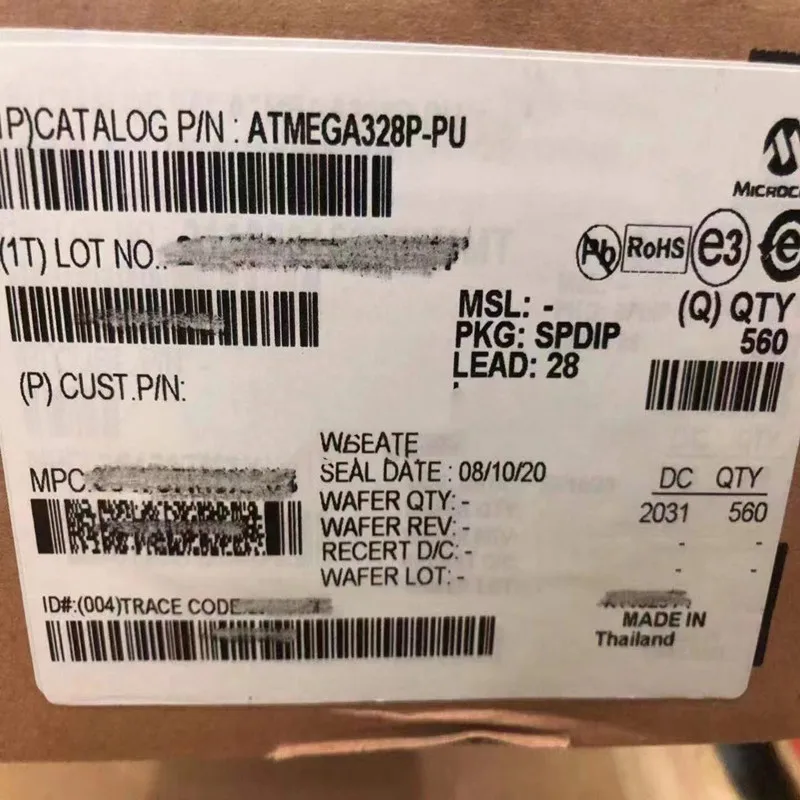 1P)CATALOG P/N : ATMEGA328P-PU
MICROC
(1T) LOT NO.:
Pb RoHS e3 e
MSL: - (Q) QTY
PKG: SPDIP 560
LEAD: 28
(P) CUST.P/N:
SEAL DATE : 08/10/20
MPC.
DC QTY
WAFER QTY: -
2031 560
WAFER REV: -
RECERT D/C: -
- -
WAFER LOT: -
- -
ID#:(004)TRACE CODE
MADE IN
Thailand